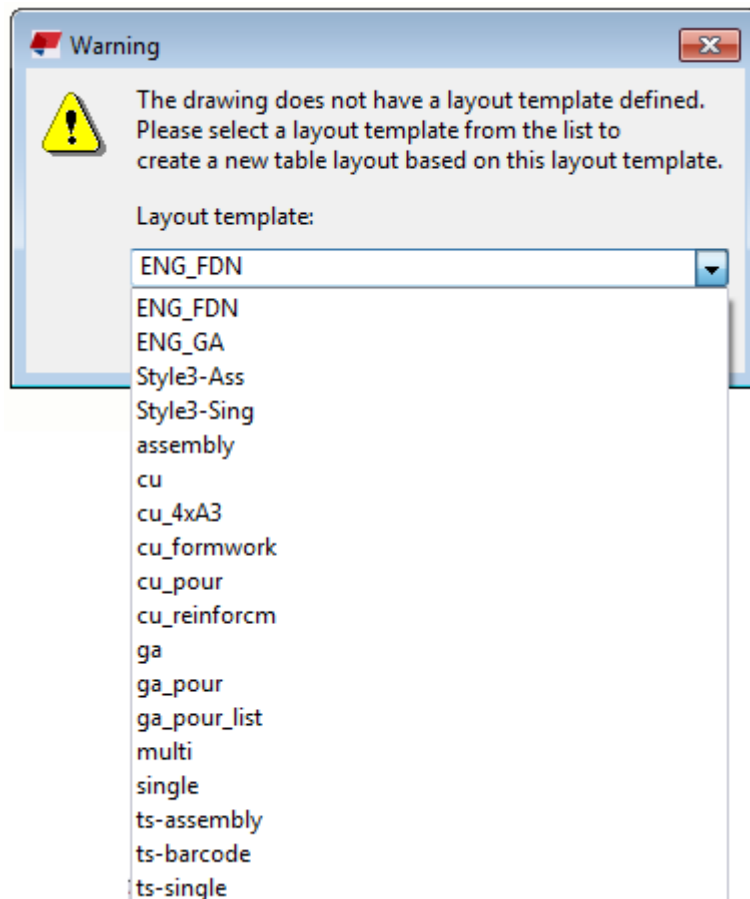 Warning
The drawing does not have a layout template defined.
Please select a layout template from the list to
create a new table layout based on this layout template.
Layout template:
ENG_FDN
ENG_FDN
ENG_GA
Style3-Ass
Style3-Sing
assembly
cu
cu_4xA3
cu_formwork
cu_pour
cu_reinforcm
ga
ga_pour
ga_pour_list
multi
single
ts-assembly
ts-barcode
ts-single